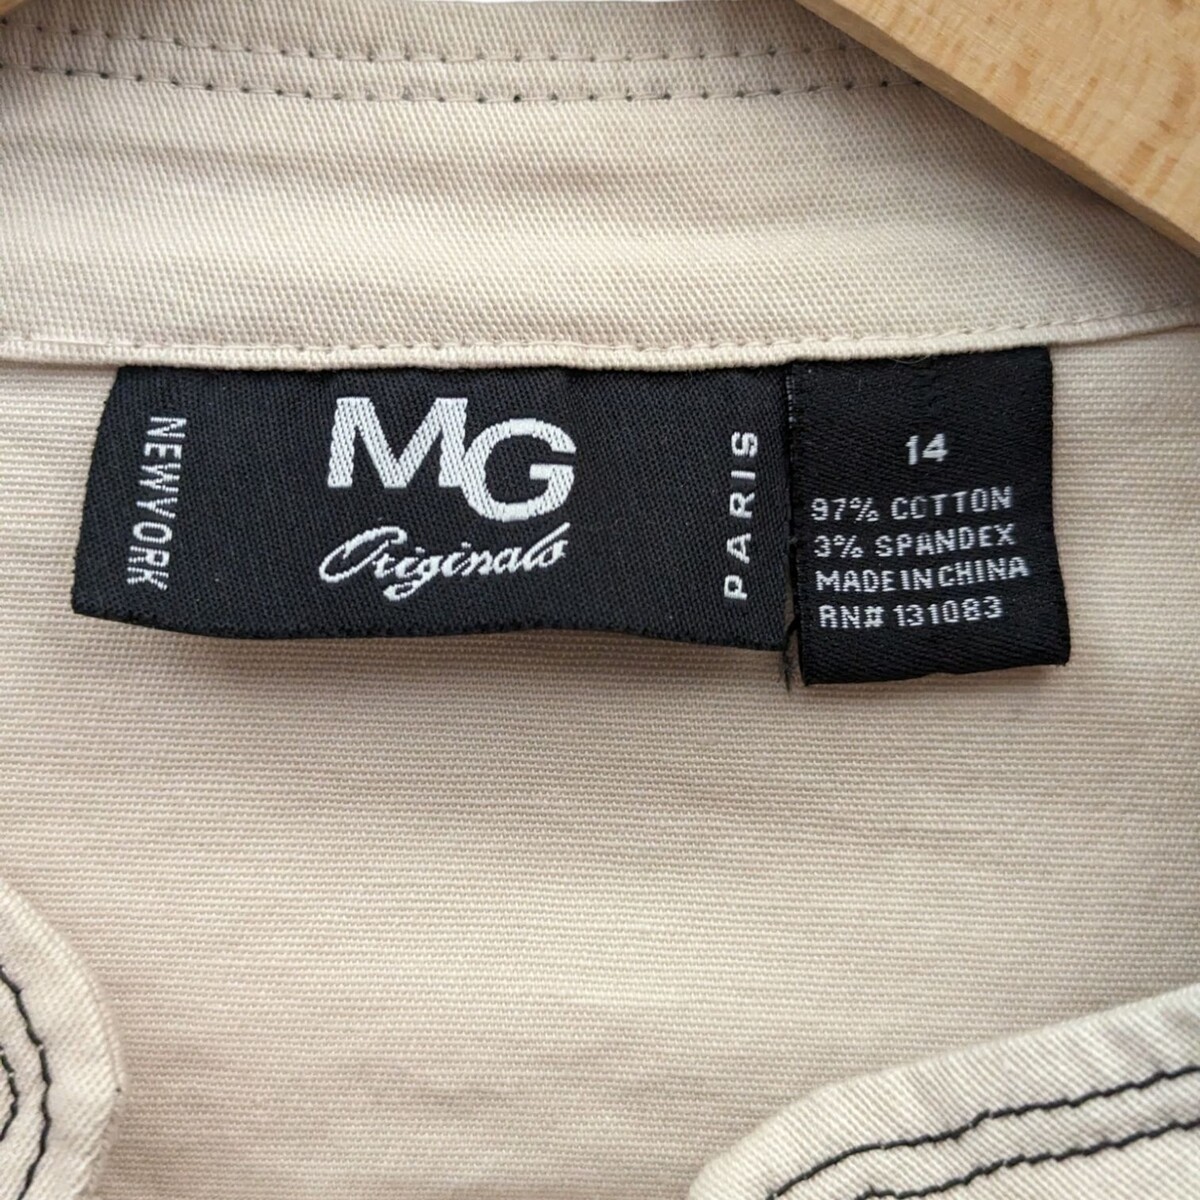 NEWYORK
MG
Originals
PARIS
14
97% COTTON
3% SPANDEX
MADE IN CHINA
RN# 131083